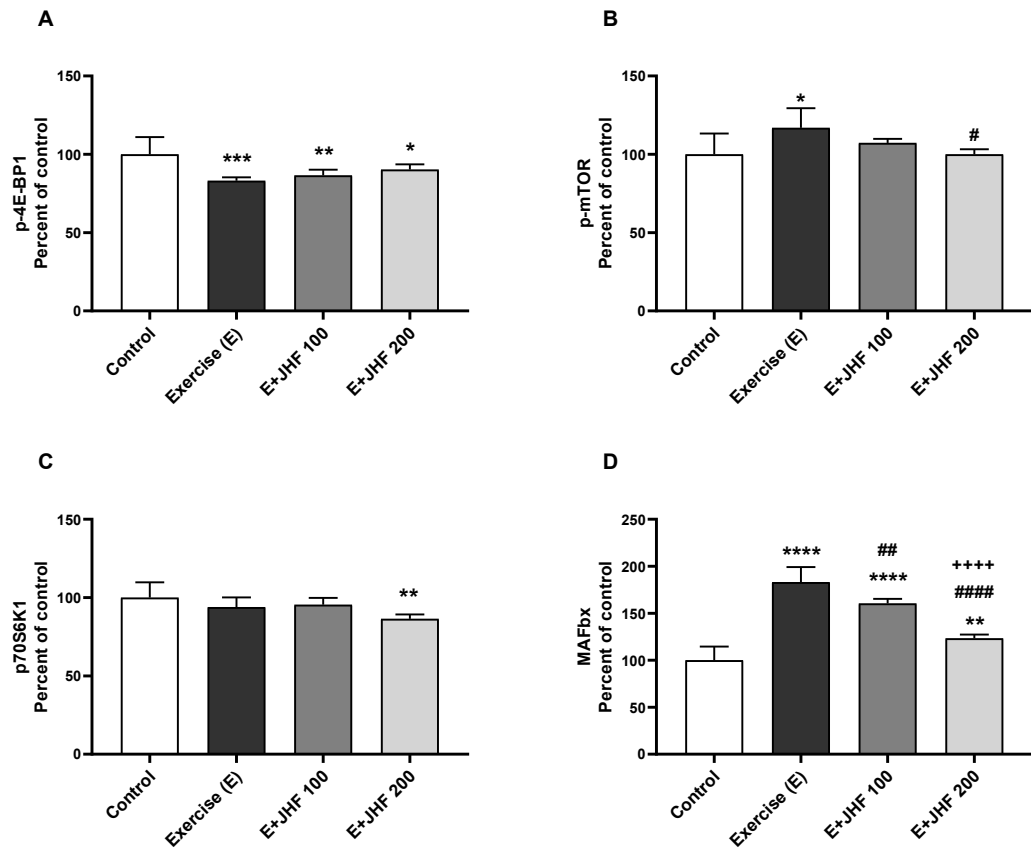 A
p-4E-BP1
Percent of control
150
100
50
0
***
**
*
Control
Exercise (E)
E+JHF 100
E+JHF 200
B
p-mTOR
Percent of control
150
100
50
0
*
#
Control
Exercise (E)
E+JHF 100
E+JHF 200
C
p70S6K1
Percent of control
150
100
50
0
**
Control
Exercise (E)
E+JHF 100
E+JHF 200
D
MAFbx
Percent of control
250
200
150
100
50
0
****
##
****
++++
####
**
Control
Exercise (E)
E+JHF 100
E+JHF 200